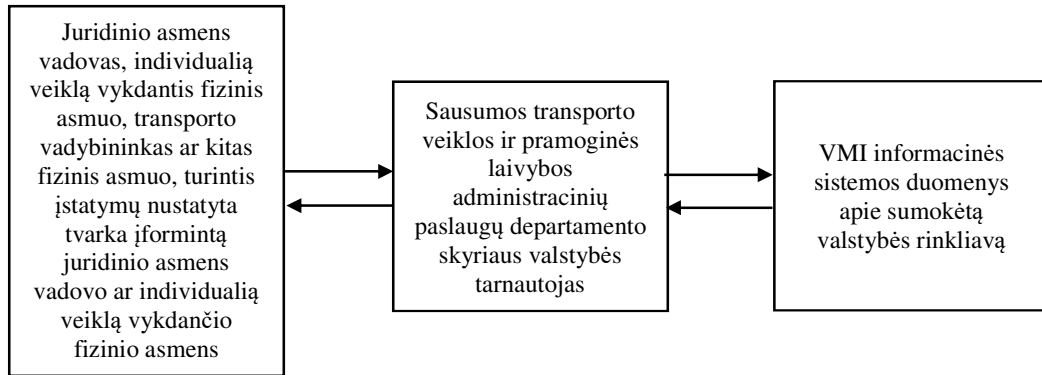 Juridinio asmens
vadovas, individualią
veiklą vykdantis fizinis
asmuo, transporto
vadybininkas ar kitas
fizinis asmuo, turintis
įstatymų nustatyta
tvarka įformintą
juridinio asmens
vadovo ar individualią
veiklą vykdančio
fizinio asmens
Sausumos transporto
veiklos ir pramoginės
laivybos
administracinių
paslaugų departamento
skyriaus valstybės
tarnautojas
VMI informacinės
sistemos duomenys
apie sumokėtą
valstybės rinkliavą